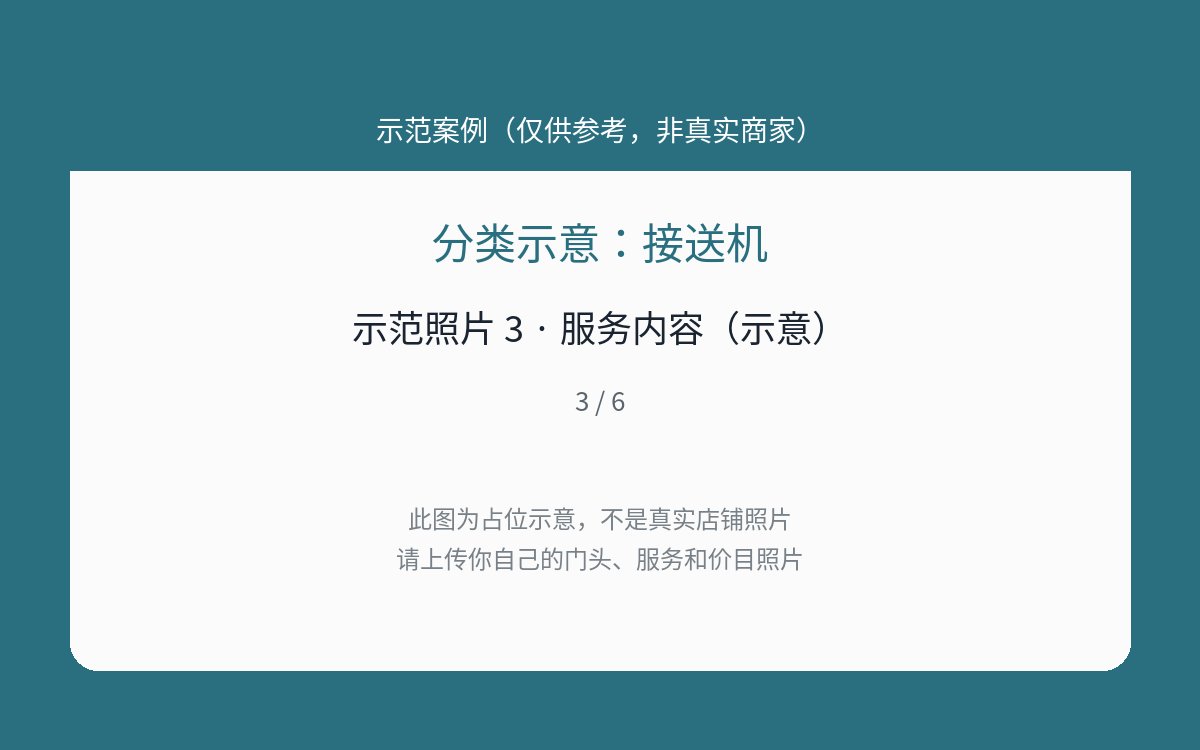 示范案例（仅供参考，非真实商家）
分类示意：接送机
示范照片 3 · 服务内容（示意）
3 / 6
此图为占位示意，不是真实店铺照片
请上传你自己的门头、服务和价目照片